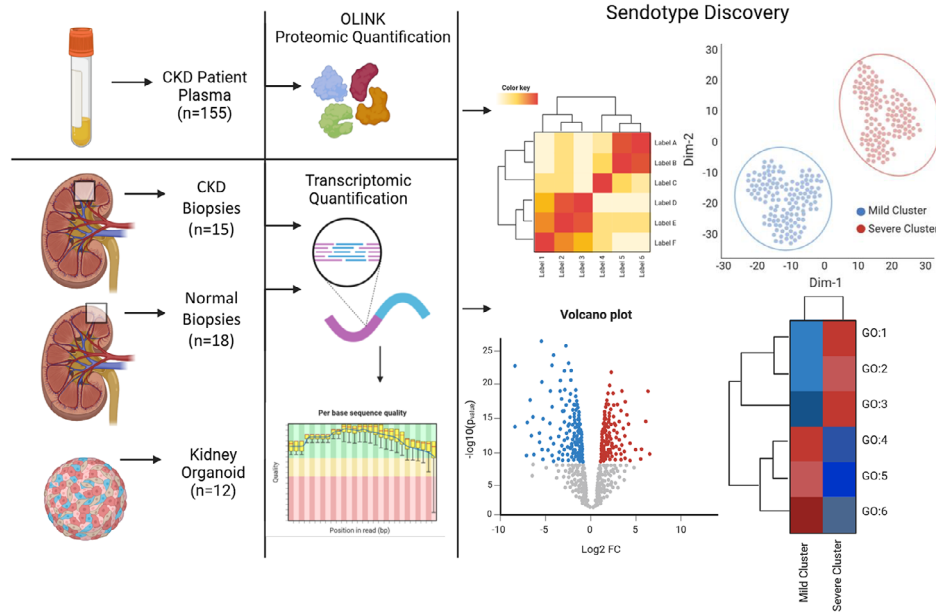 Sendotype Discovery
OLINK
Proteomic Quantification
CKD Patient
Plasma
(n=155)
CKD
Biopsies
(n=15)
Normal
Biopsies
(n=18)
Kidney
Organoid
(n=12)
Transcriptomic
Quantification
Per base sequence quality
Quality
Position in read (bp)
Color key
Label A
Label B
Label C
Label D
Label E
Label F
Label 1
Label 2
Label 3
Label 4
Label 5
Label 6
Dim-2
30
20
10
0
-10
-20
-30
Mild Cluster
Severe Cluster
-30
-20
-10
0
10
20
30
Dim-1
Volcano plot
-log10(pvalue)
25
20
15
10
5
0
-10
-5
0
5
10
Log2 FC
GO:1
GO:2
GO:3
GO:4
GO:5
GO:6
Mild Cluster
Severe Cluster